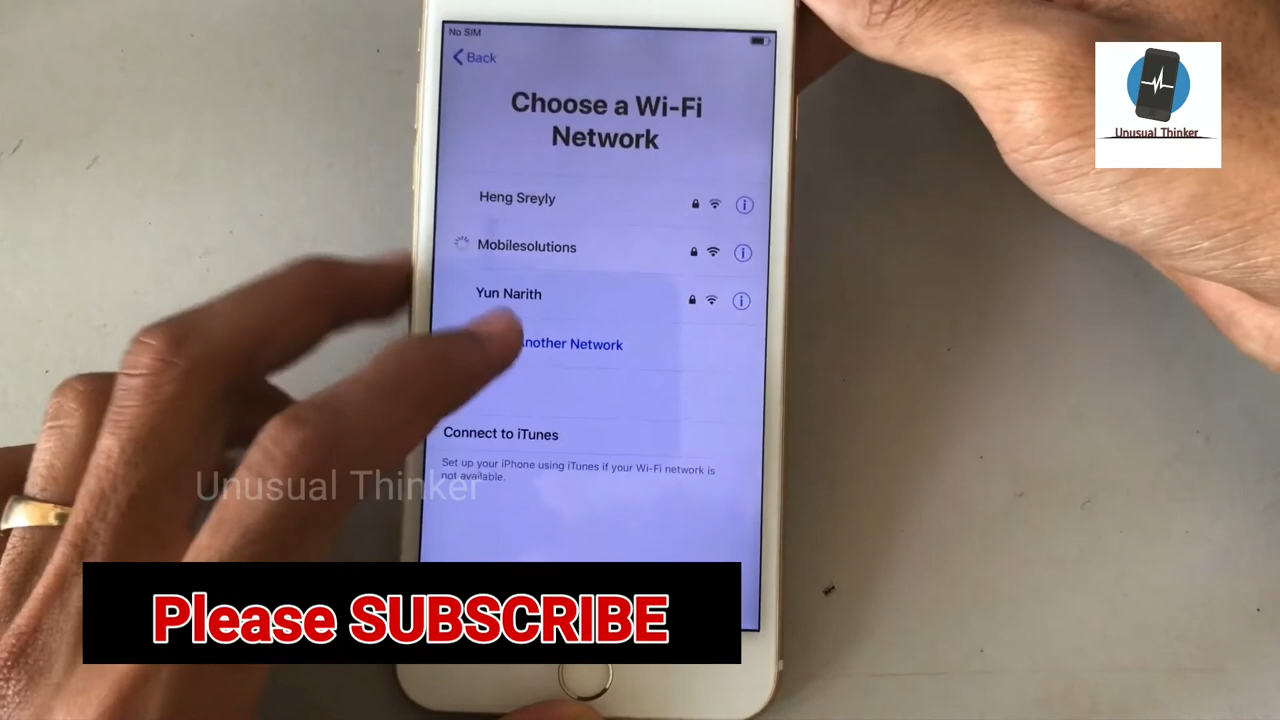 No SIM
Back
Choose a Wi-Fi
Network
Heng Sreyly
Mobilesolutions
Yun Narith
nother Network
Connect to iTunes
Set up your iPhone using iTunes if your Wi-Fi network is
not available.
Unusual Thinker
Unusual Thinker
Please SUBSCRIBE